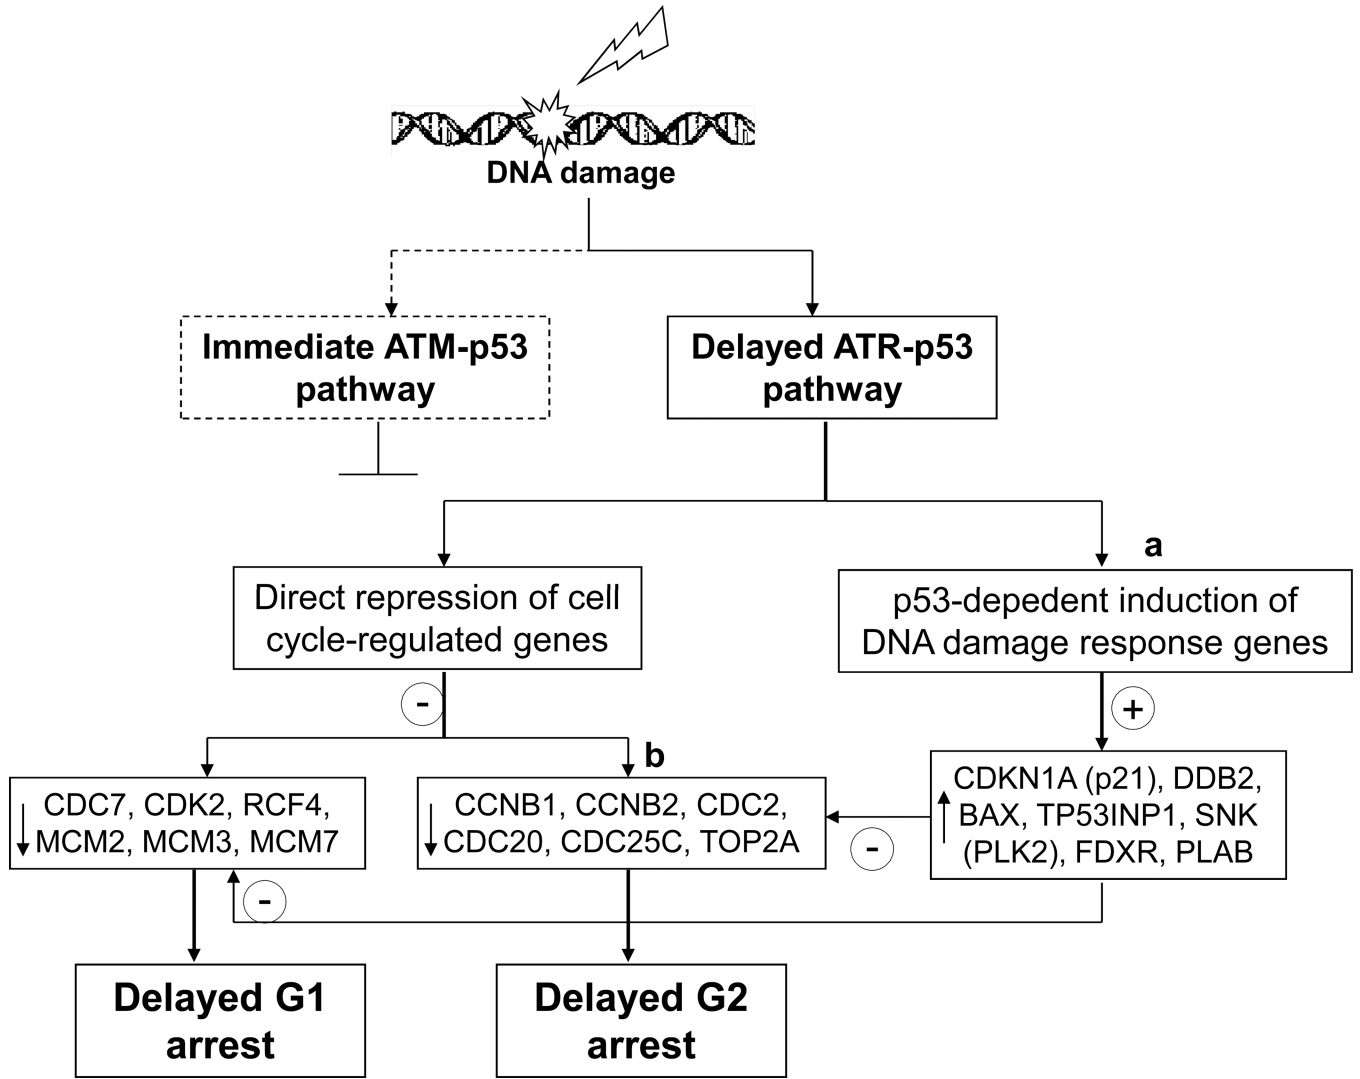 DNA damage
Immediate ATM-p53
pathway
Delayed ATR-p53
pathway
a
Direct repression of cell
cycle-regulated genes
p53-depedent induction of
DNA damage response genes
-
+
b
CDC7, CDK2, RCF4,
MCM2, MCM3, MCM7
CCNB1, CCNB2, CDC2,
CDC20, CDC25C, TOP2A
-
CDKN1A (p21), DDB2,
BAX, TP53INP1, SNK
(PLK2), FDXR, PLAB
-
Delayed G1
arrest
Delayed G2
arrest